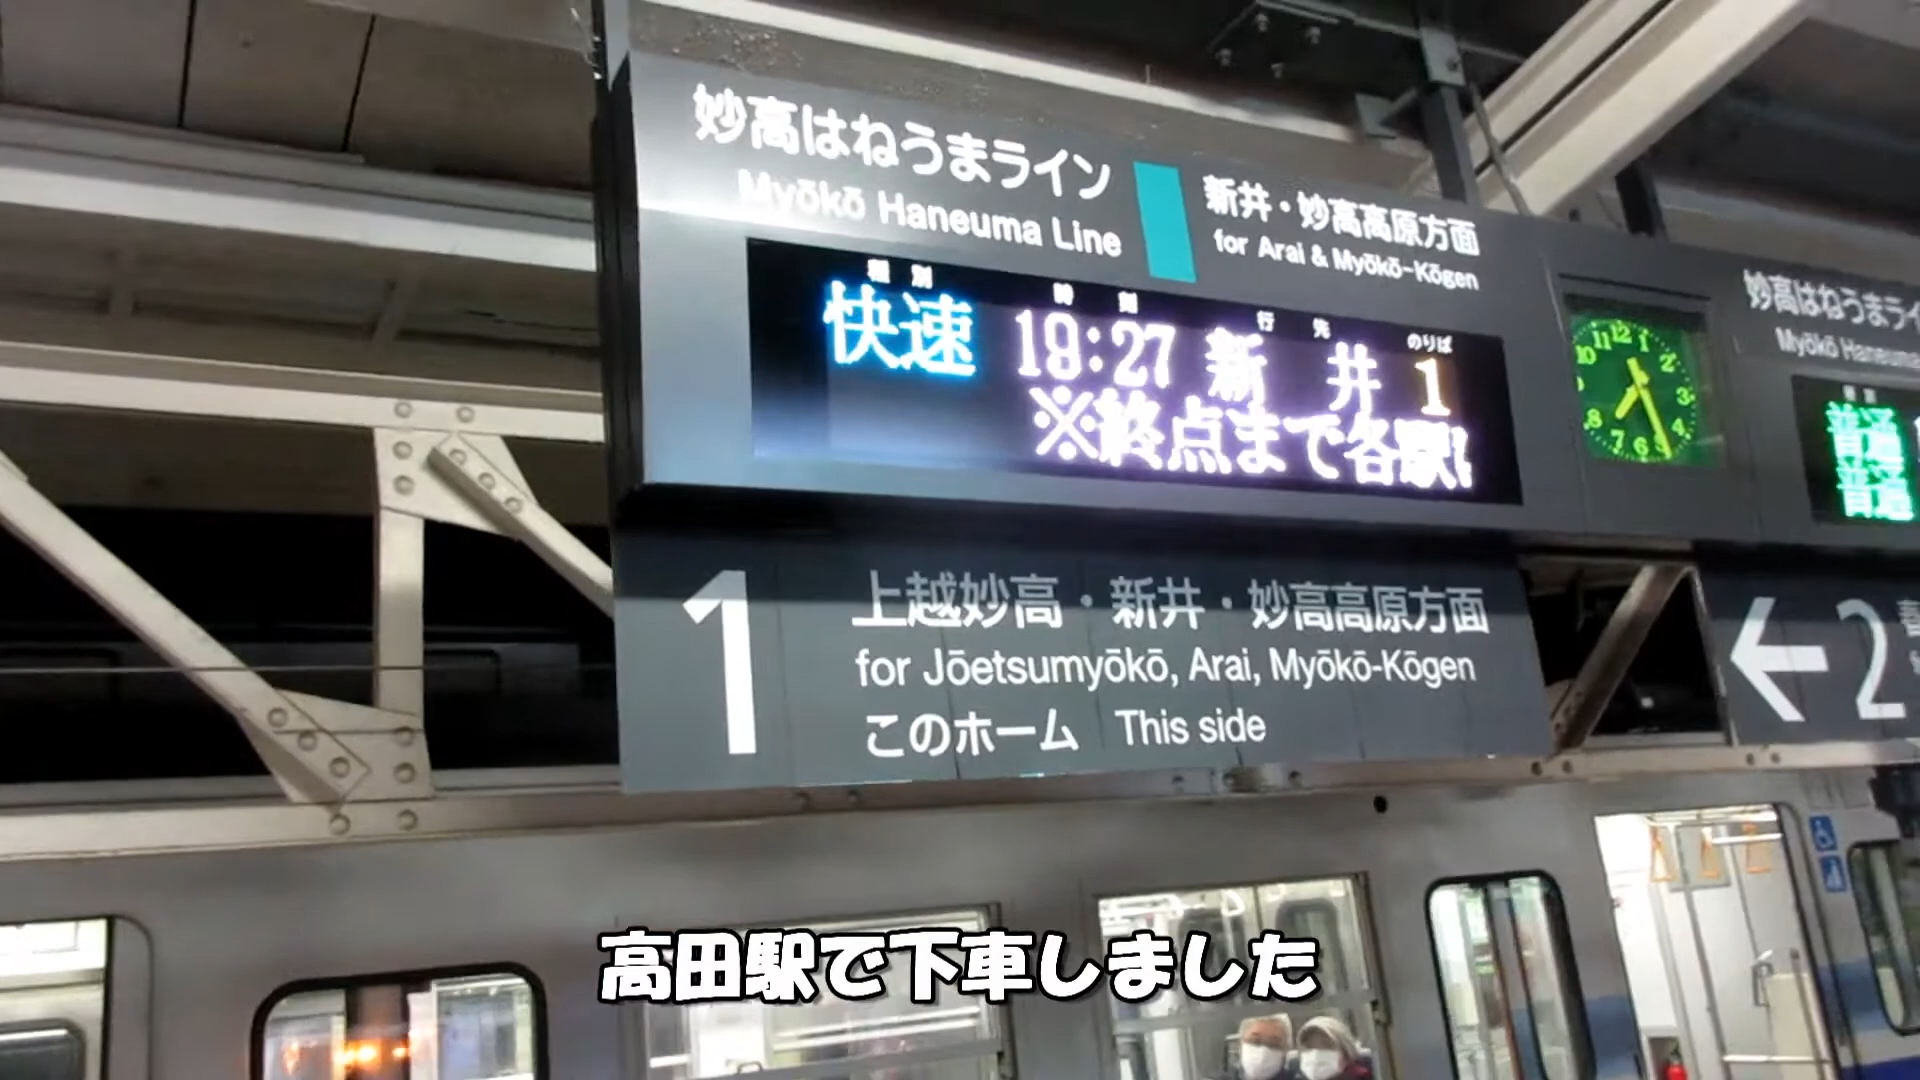 妙高はねうまライン
Myōkō Haneuma Line
新井・妙高高原方面
for Arai & Myōkō-Kōgen
種別 時刻 行先 のりば
快速 19:27 新井 1
※終点まで各駅
1
上越妙高・新井・妙高高原方面
for Jōetsumyōkō, Arai, Myōkō-Kōgen
このホーム This side
妙高はねうまライ
Myōkō Haneuma
普通
普通
← 2
高田駅で下車しました